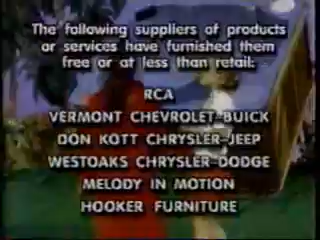 The following suppliers of products
or services have furnished them
free or at less than retail:
RCA
VERMONT CHEVROLET-BUICK
DON KOTT CHRYSLER-JEEP
WESTOAKS CHRYSLER-DODGE
MELODY IN MOTION
HOOKER FURNITURE